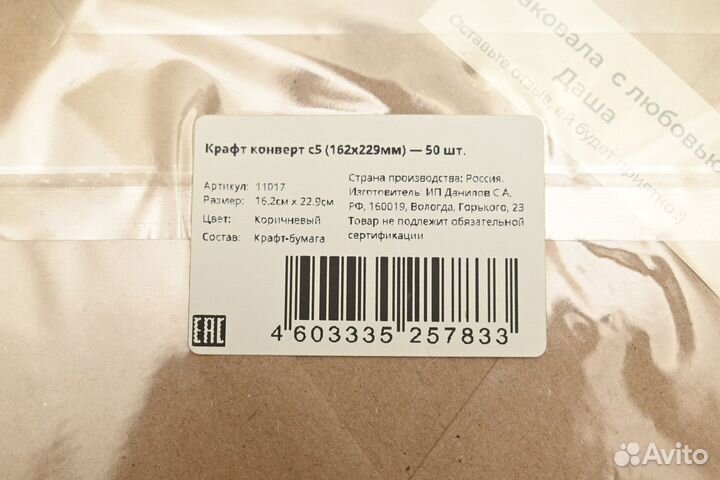 аковала с любовью
Даша
Оставьте отзыв, ей будет приятно:)
Крафт конверт с5 (162х229мм) — 50 шт.
Артикул: 11017
Размер: 16.2см х 22.9см
Цвет: Коричневый
Состав: Крафт-бумага
Страна производства: Россия.
Изготовитель: ИП Данилов С.А,
РФ, 160019, Вологда, Горького, 23
Товар не подлежит обязательной
сертификации
EAC
4 603335 257833
Avito